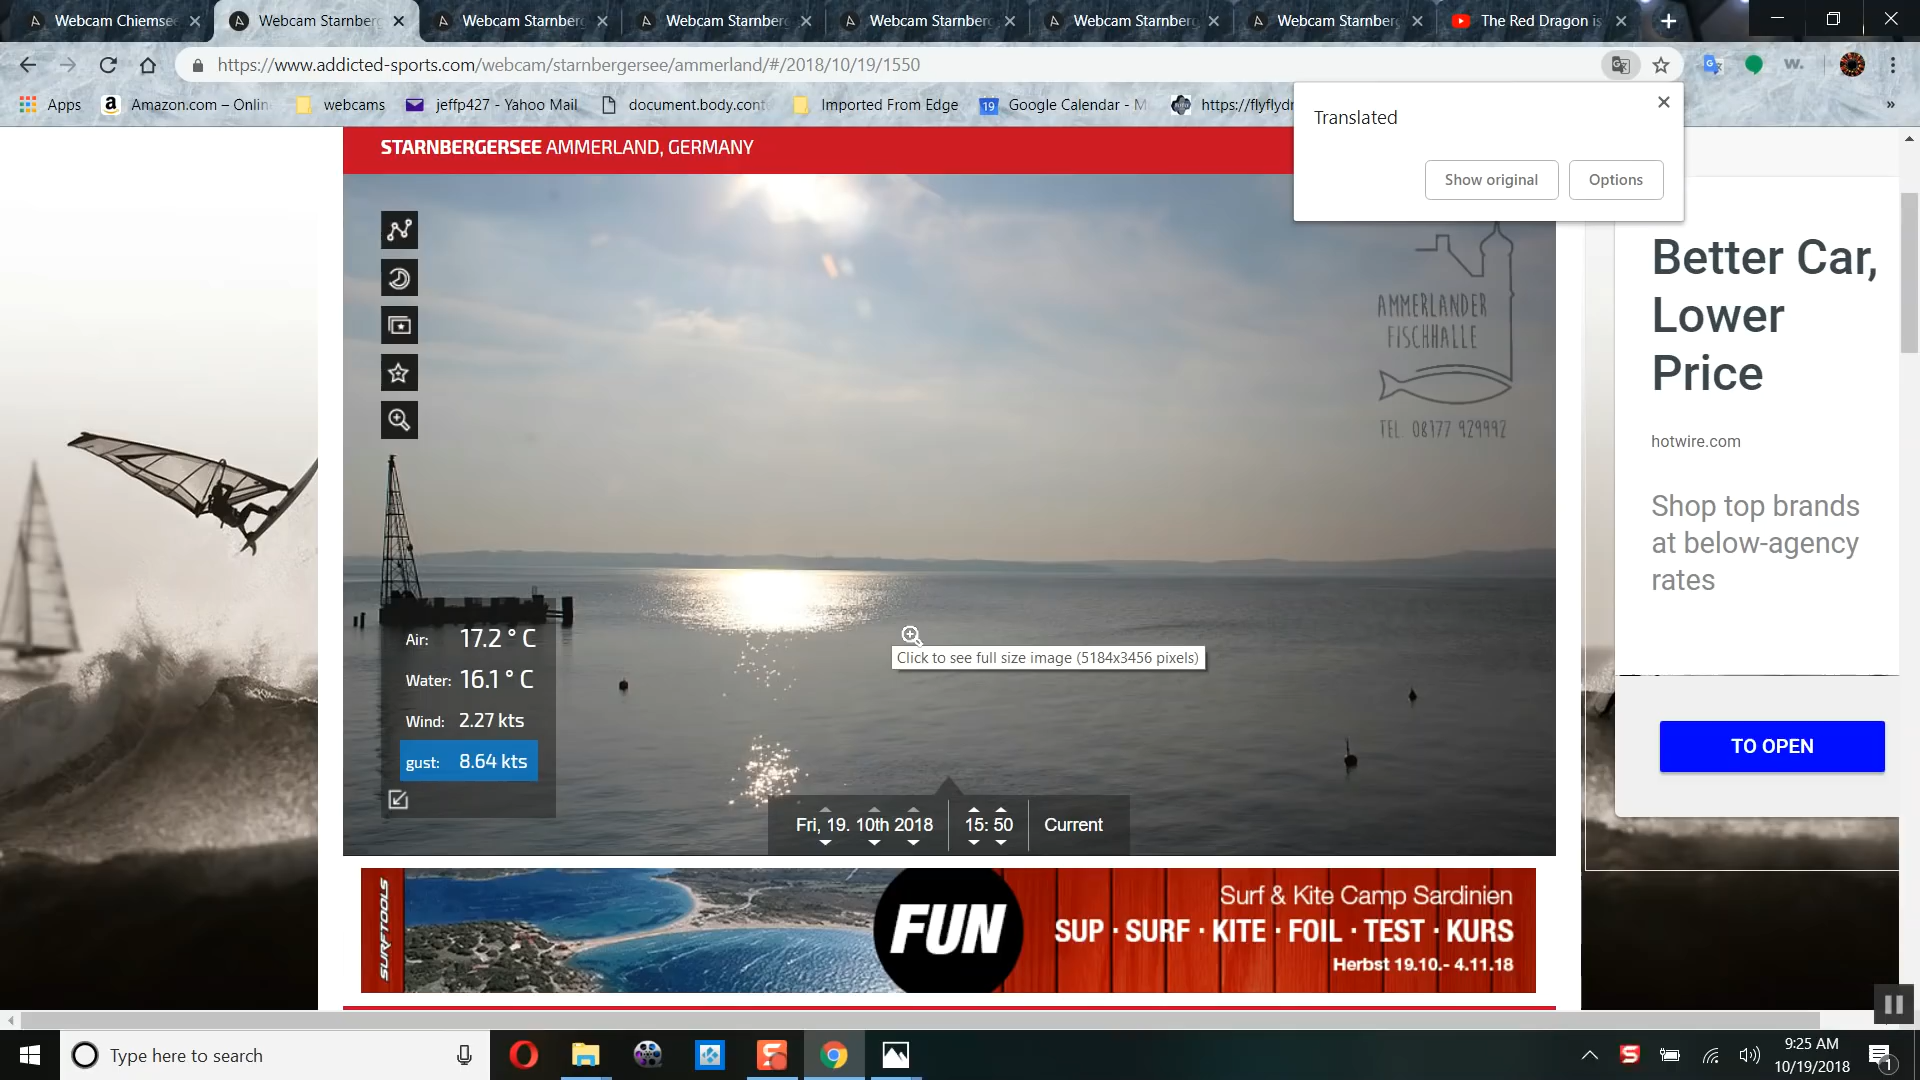 Webcam Chiemse
Webcam Starnberg
Webcam Starnberg
Webcam Starnberg
Webcam Starnberg
Webcam Starnberg
Webcam Starnberg
The Red Dragon is
https://www.addicted-sports.com/webcam/starnbergersee/ammerland/#/2018/10/19/1550
w.
Apps
Amazon.com – Onlin
webcams
jeffp427 - Yahoo Mail
document.body.cont
Imported From Edge
19
Google Calendar - M
https://flyflydr
»
Translated
Show original
Options
STARNBERGERSEE AMMERLAND, GERMANY
AMMERLANDER
FISCHHALLE
TEL. 08177 929992
Better Car,
Lower
Price
hotwire.com
Shop top brands
at below-agency
rates
TO OPEN
Air: 17.2 ° C
Water: 16.1 ° C
Wind: 2.27 kts
gust: 8.64 kts
Click to see full size image (5184x3456 pixels)
Fri, 19. 10th 2018
15: 50
Current
SURFTOOLS
FUN
Surf & Kite Camp Sardinien
SUP · SURF · KITE · FOIL · TEST · KURS
Herbst 19.10.- 4.11.18
Type here to search
9:25 AM
10/19/2018
1